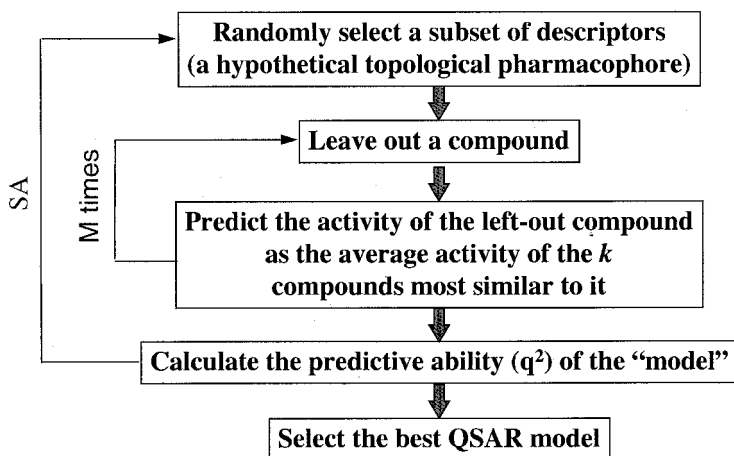 Randomly select a subset of descriptors
(a hypothetical topological pharmacophore)
Leave out a compound
SA
M times
Predict the activity of the left-out compound
as the average activity of the k
compounds most similar to it
Calculate the predictive ability (q²) of the “model”
Select the best QSAR model